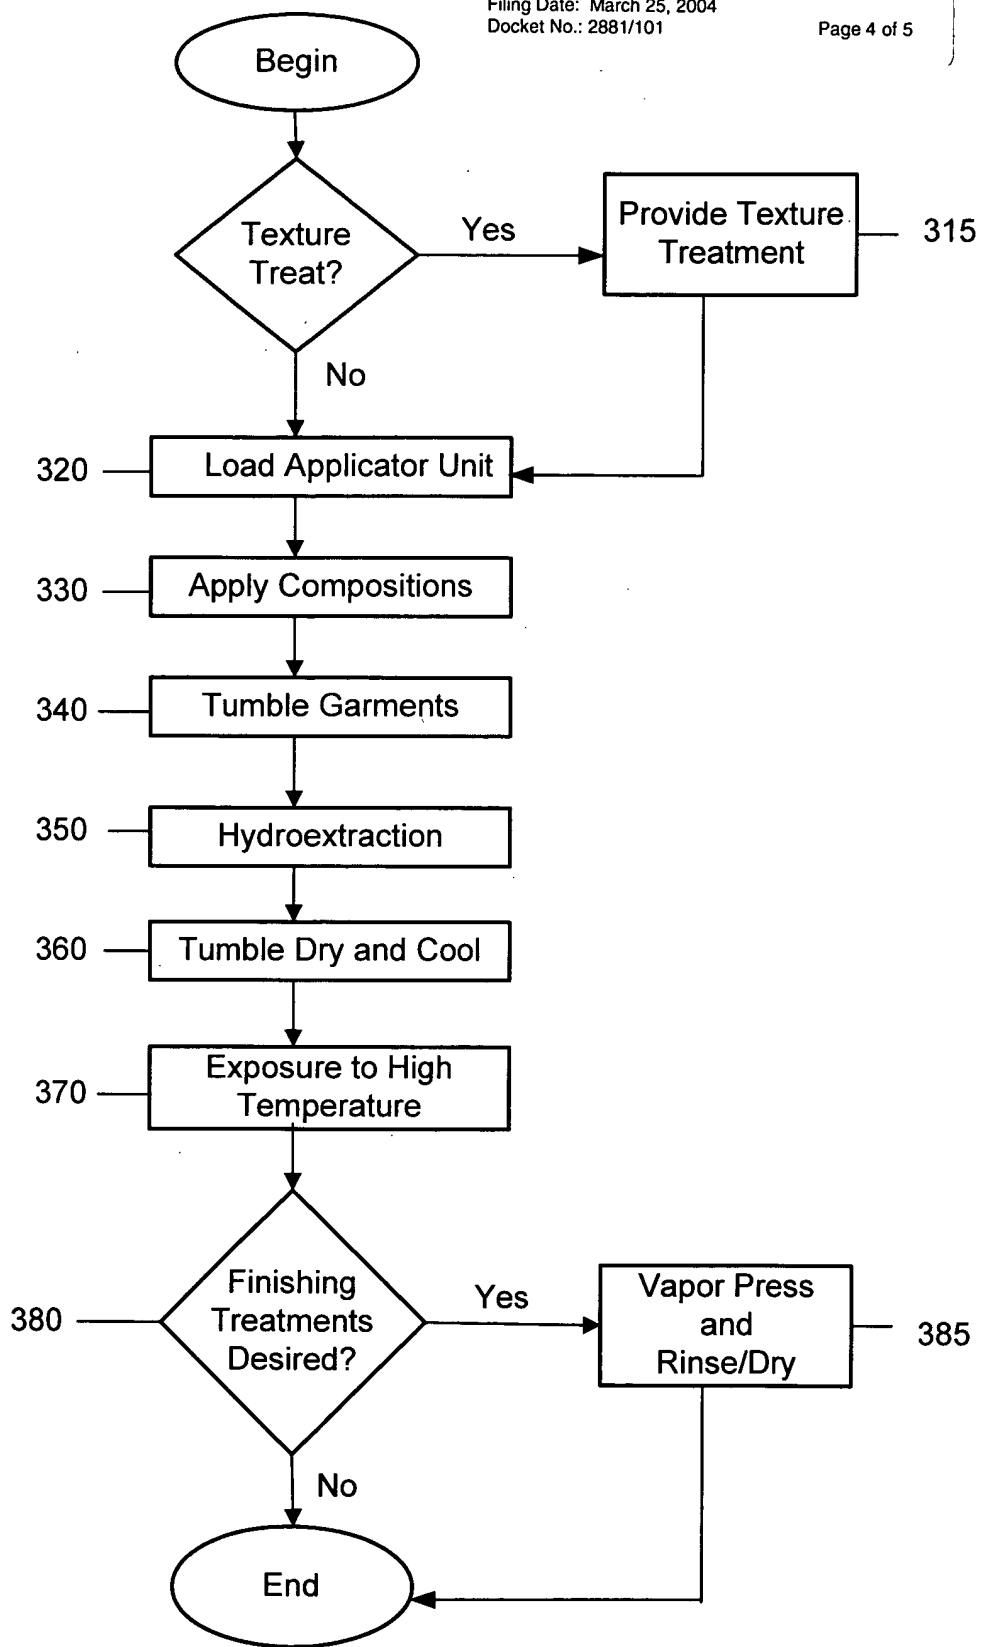 Filing Date: March 25, 2004
Docket No.: 2881/101 Page 4 of 5
Begin
Texture
Treat?
Yes
Provide Texture
Treatment
315
No
320
Load Applicator Unit
330
Apply Compositions
340
Tumble Garments
350
Hydroextraction
360
Tumble Dry and Cool
370
Exposure to High
Temperature
380
Finishing
Treatments
Desired?
Yes
Vapor Press
and
Rinse/Dry
385
No
End